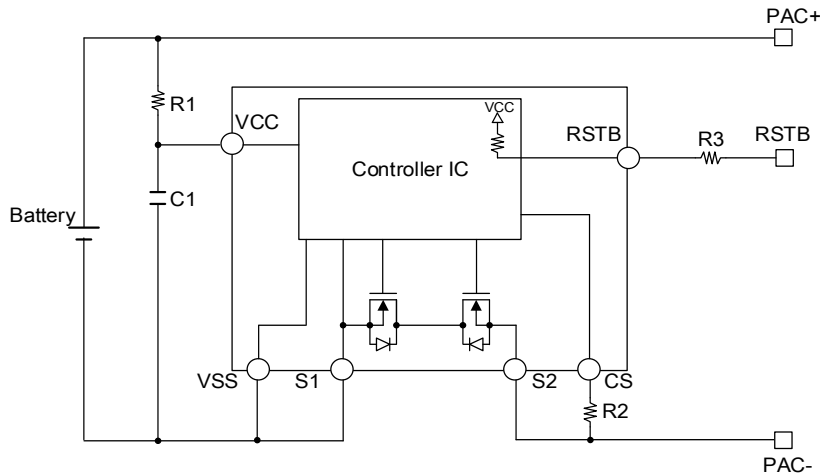 PAC+
R1
VCC
VCC
RSTB
R3
RSTB
Controller IC
C1
Battery
VSS
S1
S2
CS
R2
PAC-